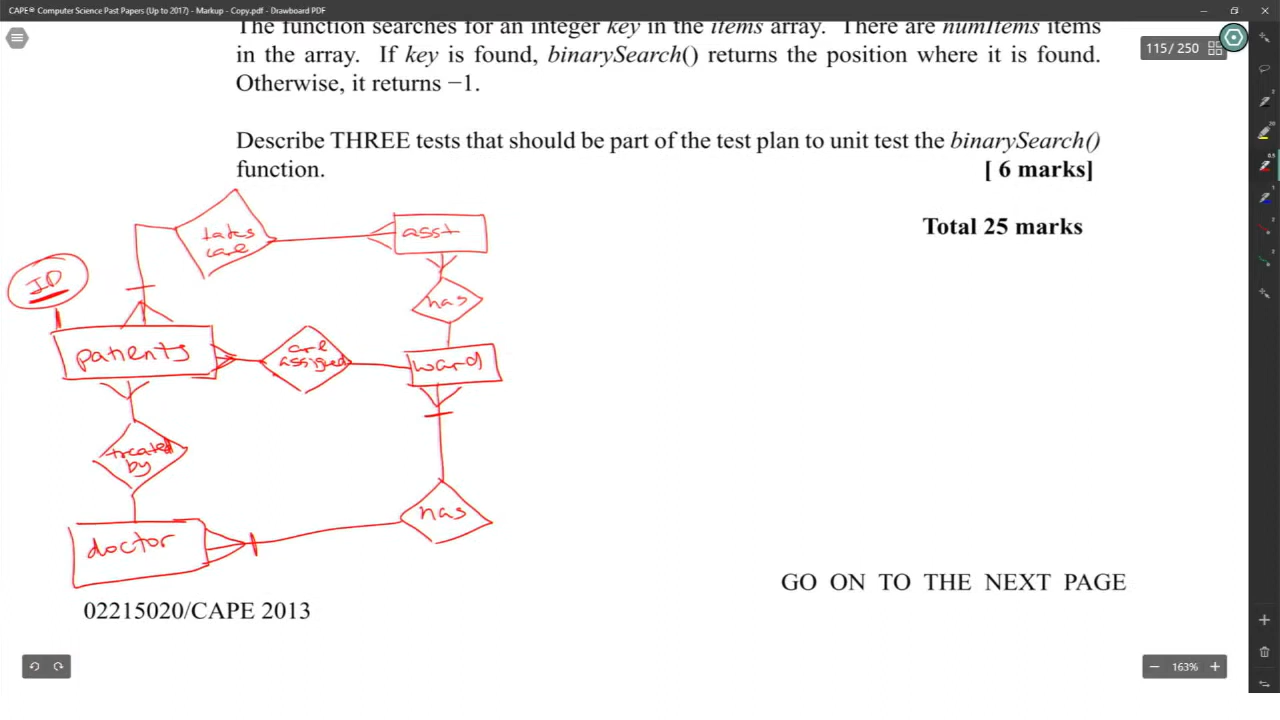 CAPE® Computer Science Past Papers (Up to 2017) - Markup - Copy.pdf - Drawboard PDF
115/ 250
The function searches for an integer key in the items array. There are numItems items
in the array. If key is found, binarySearch() returns the position where it is found.
Otherwise, it returns −1.
Describe THREE tests that should be part of the test plan to unit test the binarySearch()
function. [ 6 marks]
Total 25 marks
takes
care
asst
ID
has
patients
are
assigned
ward
treated
by
has
doctor
GO ON TO THE NEXT PAGE
02215020/CAPE 2013
163%